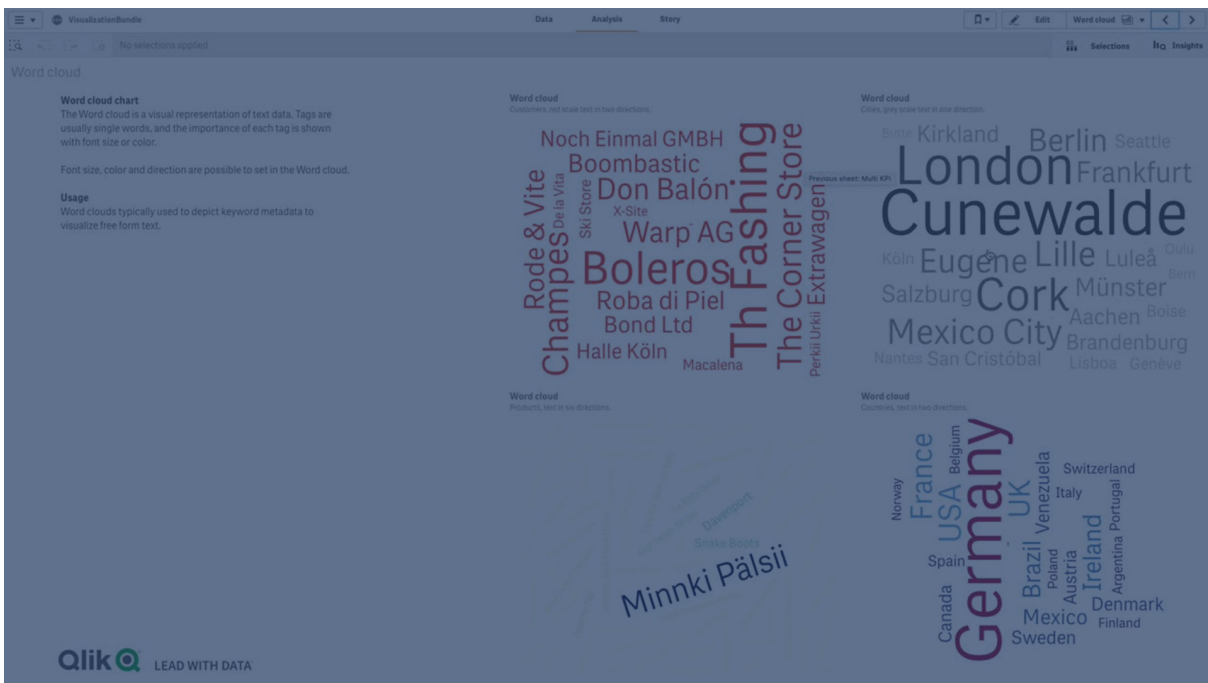 VisualizationBundle
Data
Analysis
Story
Edit
Word cloud
No selections applied
Selections
Insights
Word cloud
Word cloud chart
The Word cloud is a visual representation of text data. Tags are
usually single words, and the importance of each tag is shown
with font size or color.
Font size, color and direction are possible to set in the Word cloud.
Usage
Word clouds typically used to depict keyword metadata to
visualize free form text.
Word cloud
Customers, not scale text in two directions.
Noch Einmal GMBH
Boombastic
Don Balón
X-Site
Warp AG
Boleros
Roba di Piel
Bond Ltd
Halle Köln
Macalena
Rode & Vite
Champes
De la Vita
Ski Store
Th Fashing
The Corner Store
Extrawagen
Perkii Urkii
Word cloud
Cities, grey scale text in one direction.
Butte Kirkland Berlin Seattle
London Frankfurt
Previous sheet: Multi KPI
Cunewalde
Köln Eugene Lille Luleå Oulu
Bern
Salzburg Cork Münster
Aachen Boise
Mexico City Brandenburg
Nantes San Cristóbal Lisboa Genève
Word cloud
Products, text in six directions.
Davenport
Snake Boots
Minnki Pälsii
Word cloud
Countries, text in two directions.
Norway
France
USA
Belgium
Germany
UK
Venezuela
Switzerland
Italy
Portugal
Spain
Canada
Brazil
Poland
Austria
Ireland
Argentina
Denmark
Mexico Finland
Sweden
Qlik LEAD WITH DATA